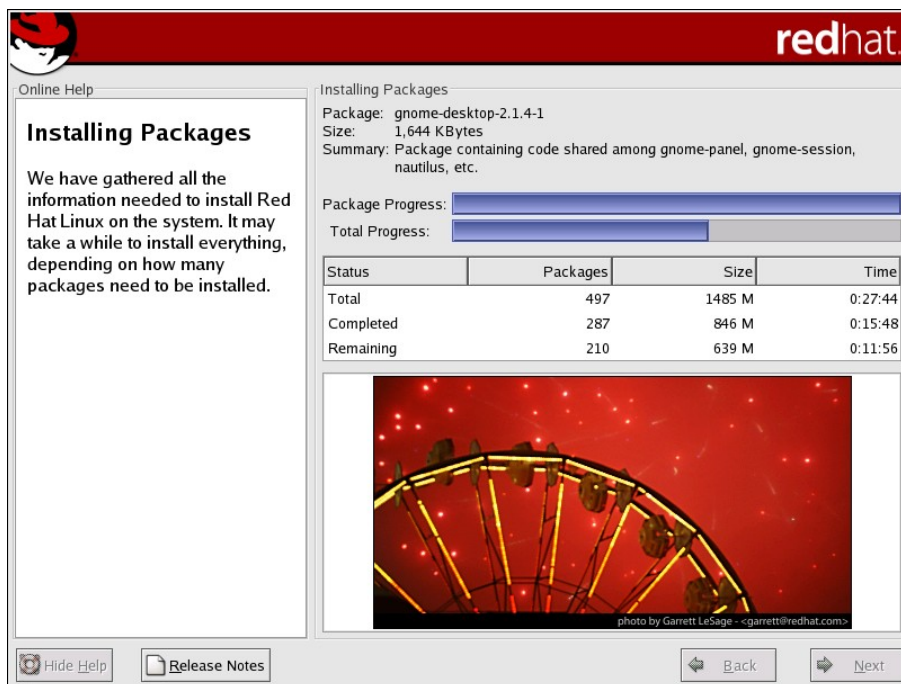 redhat.
Online Help
Installing Packages
We have gathered all the
information needed to install Red
Hat Linux on the system. It may
take a while to install everything,
depending on how many
packages need to be installed.
Installing Packages
Package: gnome-desktop-2.1.4-1
Size: 1,644 KBytes
Summary: Package containing code shared among gnome-panel, gnome-session,
nautilus, etc.
Package Progress:
Total Progress:
Status Packages Size Time
Total 497 1485 M 0:27:44
Completed 287 846 M 0:15:48
Remaining 210 639 M 0:11:56
photo by Garrett LeSage - <garrett@redhat.com>
Hide Help
Release Notes
Back
Next